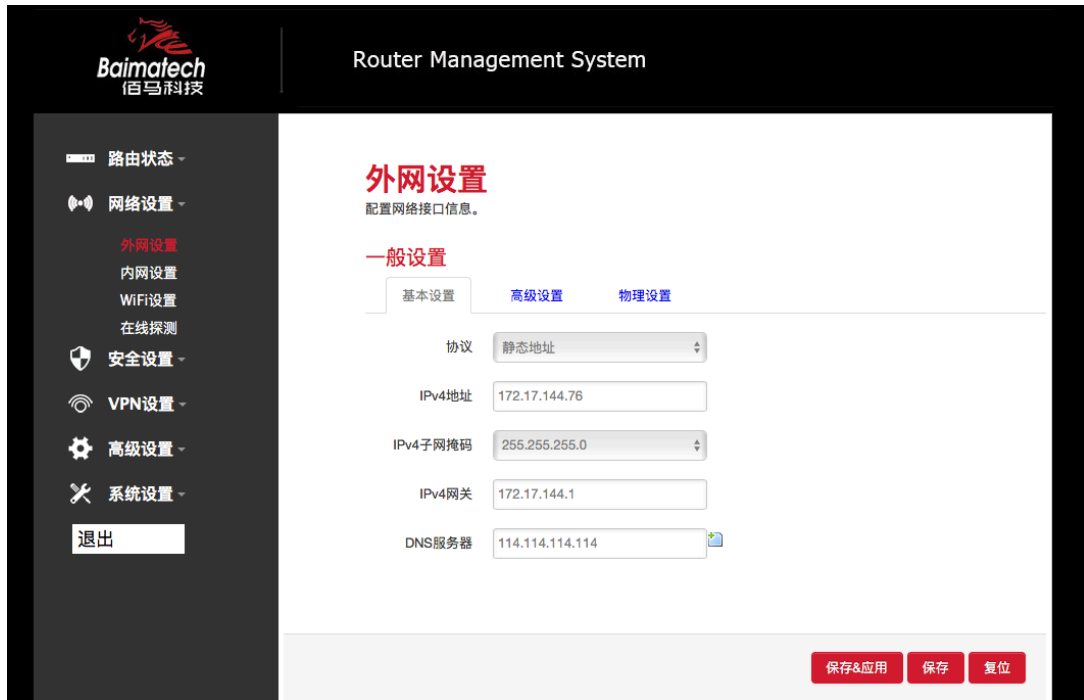 Baimatech
佰马科技
Router Management System
路由状态
网络设置
外网设置
内网设置
WiFi设置
在线探测
安全设置
VPN设置
高级设置
系统设置
退出
外网设置
配置网络接口信息。
一般设置
基本设置 高级设置 物理设置
协议 静态地址
IPv4地址 172.17.144.76
IPv4子网掩码 255.255.255.0
IPv4网关 172.17.144.1
DNS服务器 114.114.114.114
保存&应用 保存 复位